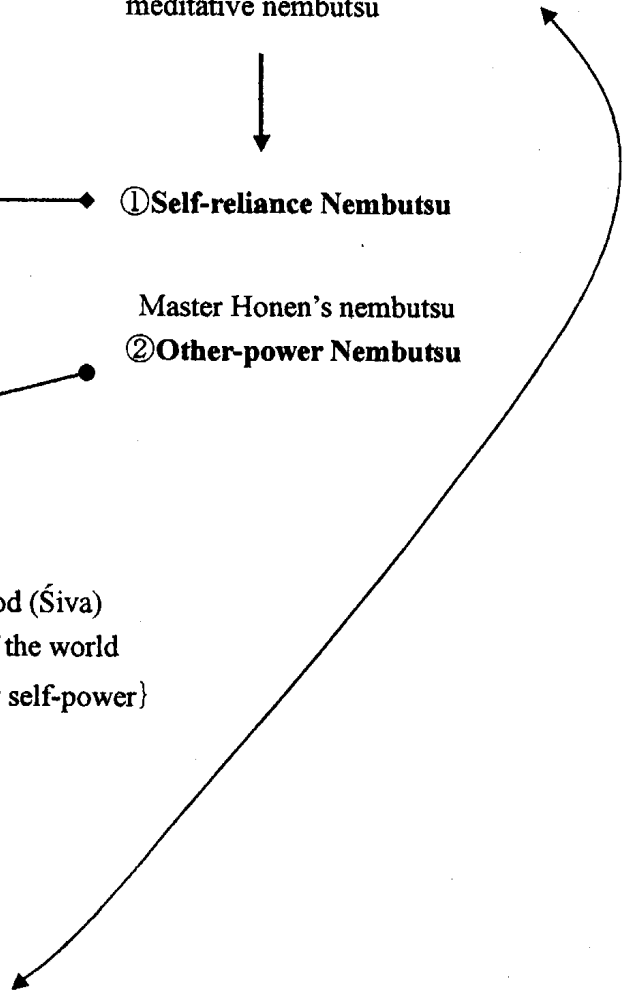 meditative nembutsu
①Self-reliance Nembutsu
Master Honen's nembutsu
②Other-power Nembutsu
od (Śiva)
the world
self-power}